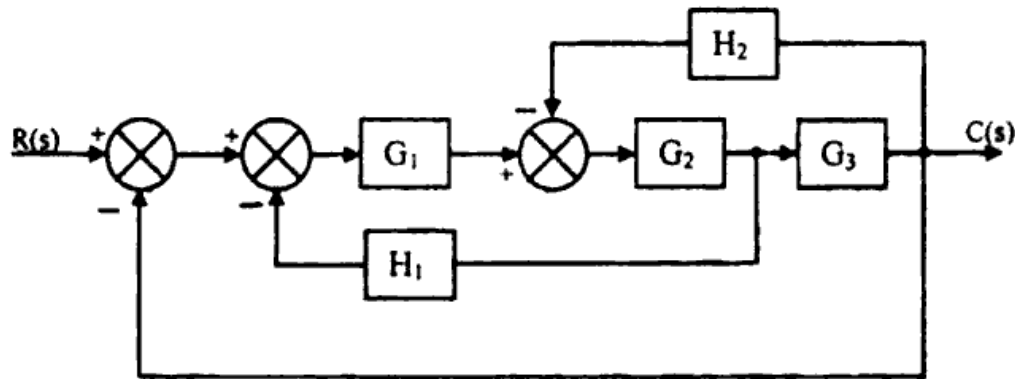 H₂
R(s)
+
−
+
−
G₁
−
+
G₂
G₃
C(s)
H₁